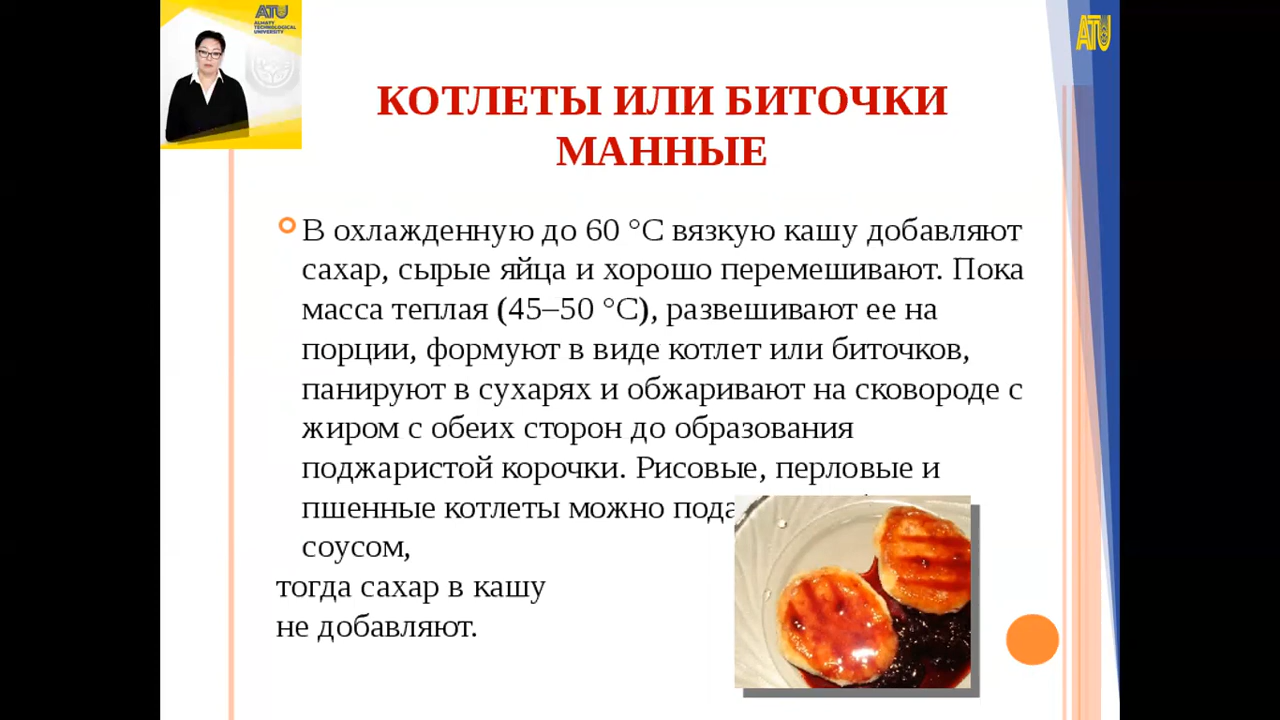 ATU
ALMATY
TECHNOLOGICAL
UNIVERSITY
ATU
КОТЛЕТЫ ИЛИ БИТОЧКИ
МАННЫЕ
В охлажденную до 60 °С вязкую кашу добавляют
сахар, сырые яйца и хорошо перемешивают. Пока
масса теплая (45–50 °С), развешивают ее на
порции, формуют в виде котлет или биточков,
панируют в сухарях и обжаривают на сковороде с
жиром с обеих сторон до образования
поджаристой корочки. Рисовые, перловые и
пшенные котлеты можно
соусом,
тогда сахар в кашу
не добавляют.